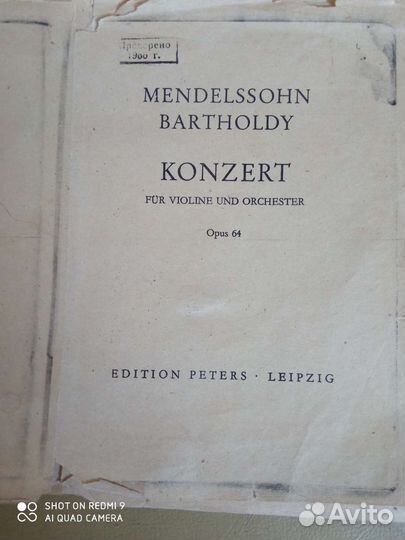 Проверено
1966 г.
MENDELSSOHN
BARTHOLDY
KONZERT
FÜR VIOLINE UND ORCHESTER
Opus 64
EDITION PETERS · LEIPZIG
SHOT ON REDMI 9
AI QUAD CAMERA
Avito